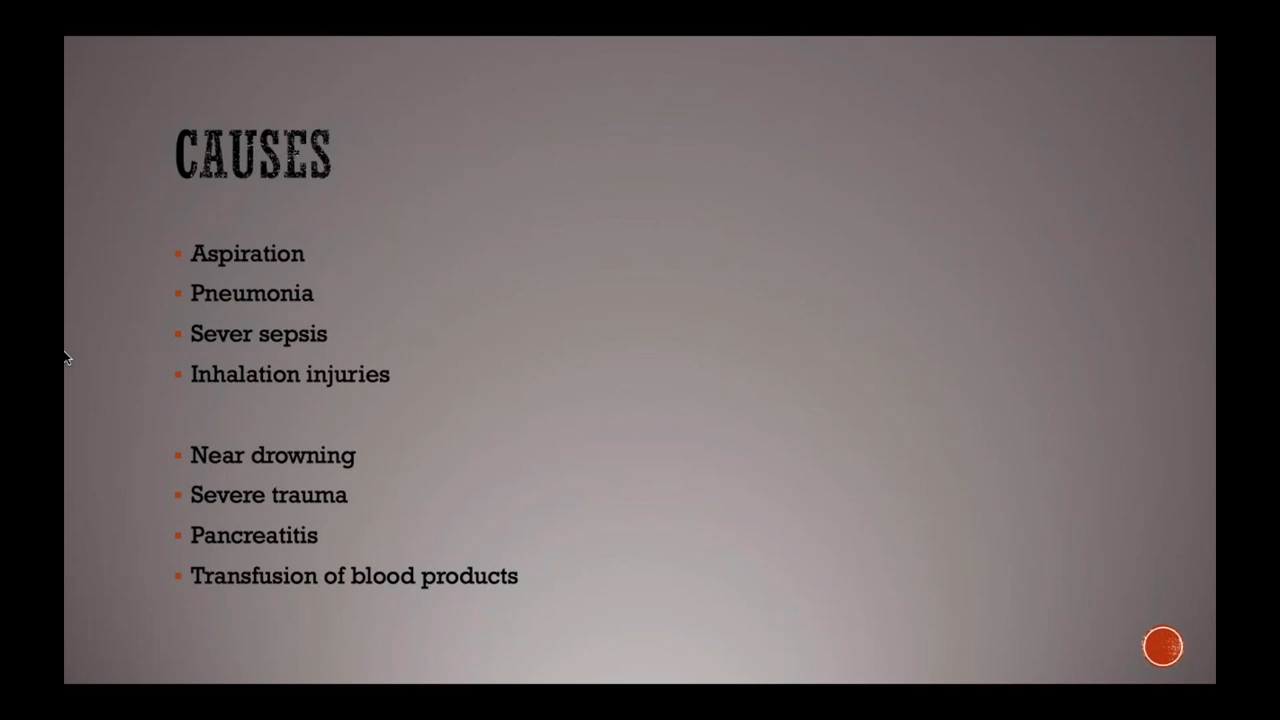 CAUSES
Aspiration
Pneumonia
Sever sepsis
Inhalation injuries
Near drowning
Severe trauma
Pancreatitis
Transfusion of blood products